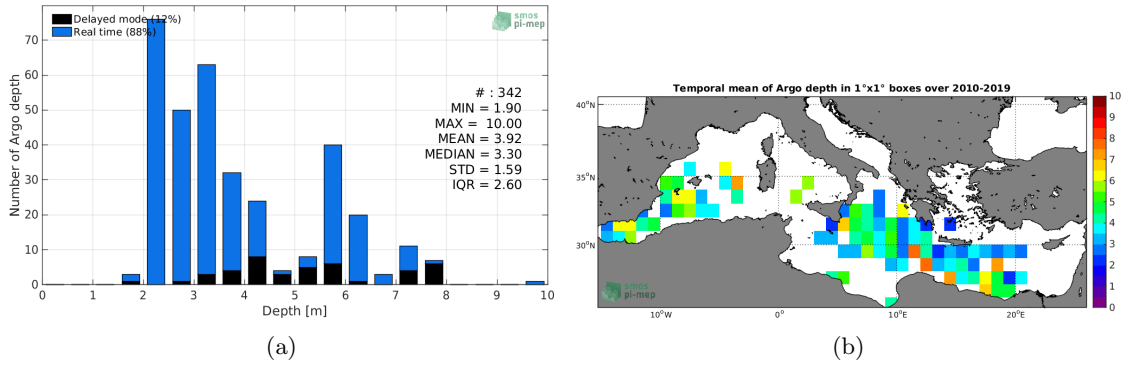 Delayed mode (12%)
Real time (88%)
smos
pi-mep
Number of Argo depth
80
70
60
50
40
30
20
10
0
# : 342
MIN = 1.90
MAX = 10.00
MEAN = 3.92
MEDIAN = 3.30
STD = 1.59
IQR = 2.60
0 1 2 3 4 5 6 7 8 9 10
Depth [m]
(a)
Temporal mean of Argo depth in 1°x1° boxes over 2010-2019
40°N
35°N
30°N
10°W 0° 10°E 20°E
smos
pi-mep
10
9
8
7
6
5
4
3
2
1
0
(b)